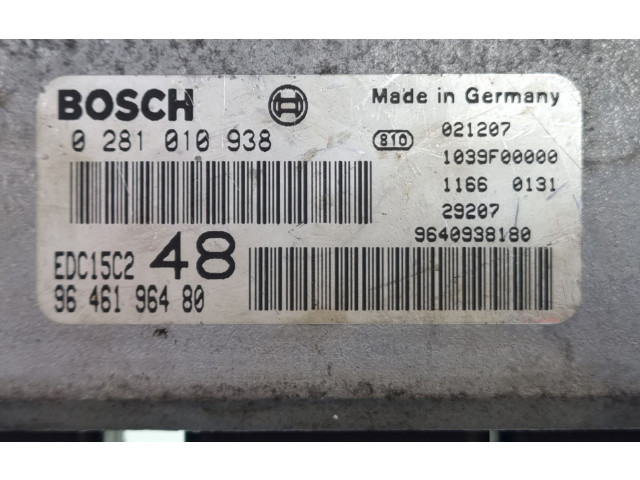 BOSCH
Made in Germany
0 281 010 938
810
021207
1039F00000
1166 0131
29207
9640938180
EDC15C2 48
96 461 964 80